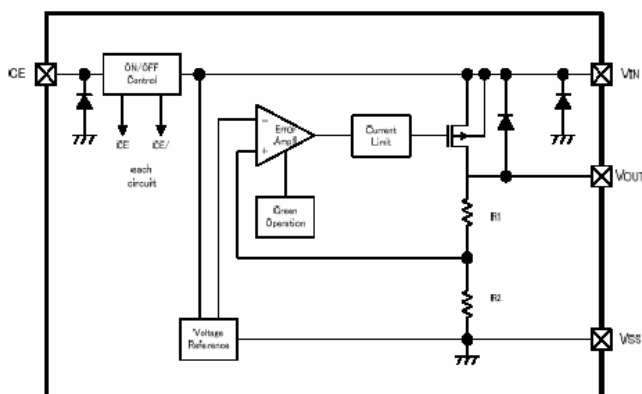 CE
ON/OFF
Control
VIN
CE
CE/
each
circuit
−
+
Error
Amp
Current
Limit
VOUT
Green
Operation
R1
R2
Voltage
Reference
VSS